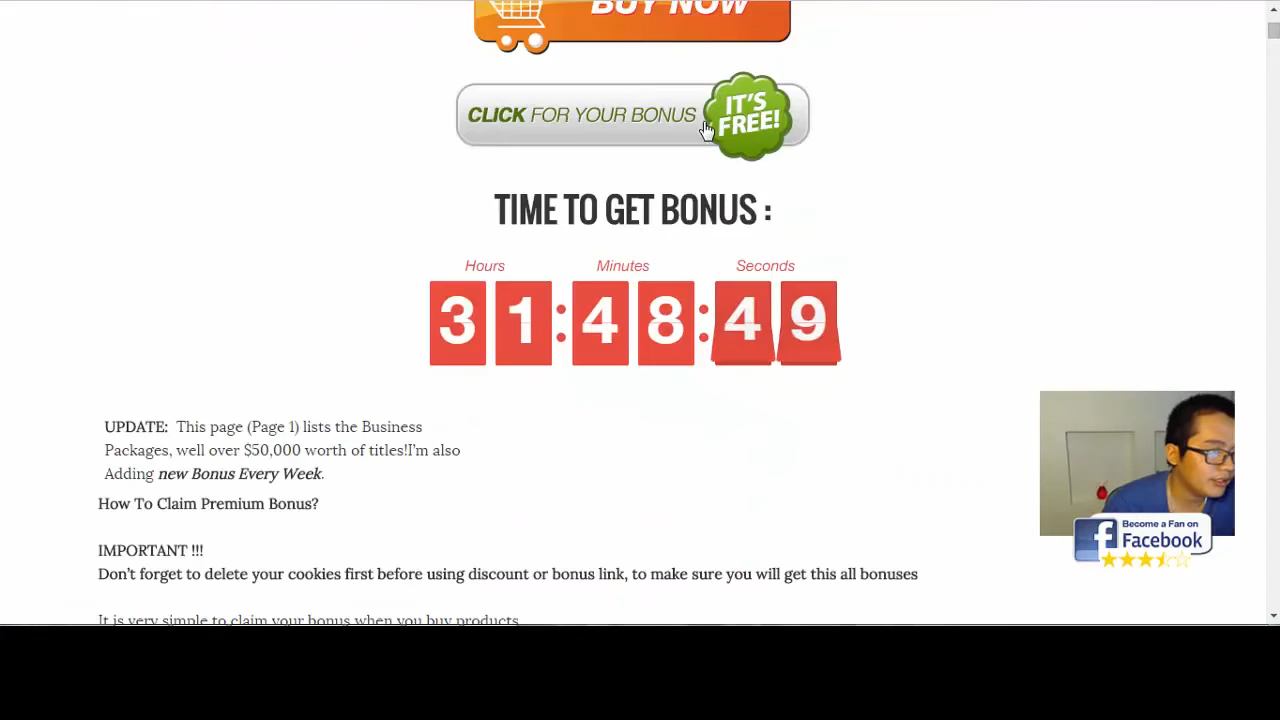 BUY NOW
CLICK FOR YOUR BONUS
IT'S
FREE!
TIME TO GET BONUS :
Hours Minutes Seconds
31:48:49
UPDATE: This page (Page 1) lists the Business
Packages, well over $50,000 worth of titles!I'm also
Adding new Bonus Every Week.
How To Claim Premium Bonus?
IMPORTANT !!!
Don't forget to delete your cookies first before using discount or bonus link, to make sure you will get this all bonuses
It is very simple to claim your bonus when you buy products
Become a Fan on
f Facebook